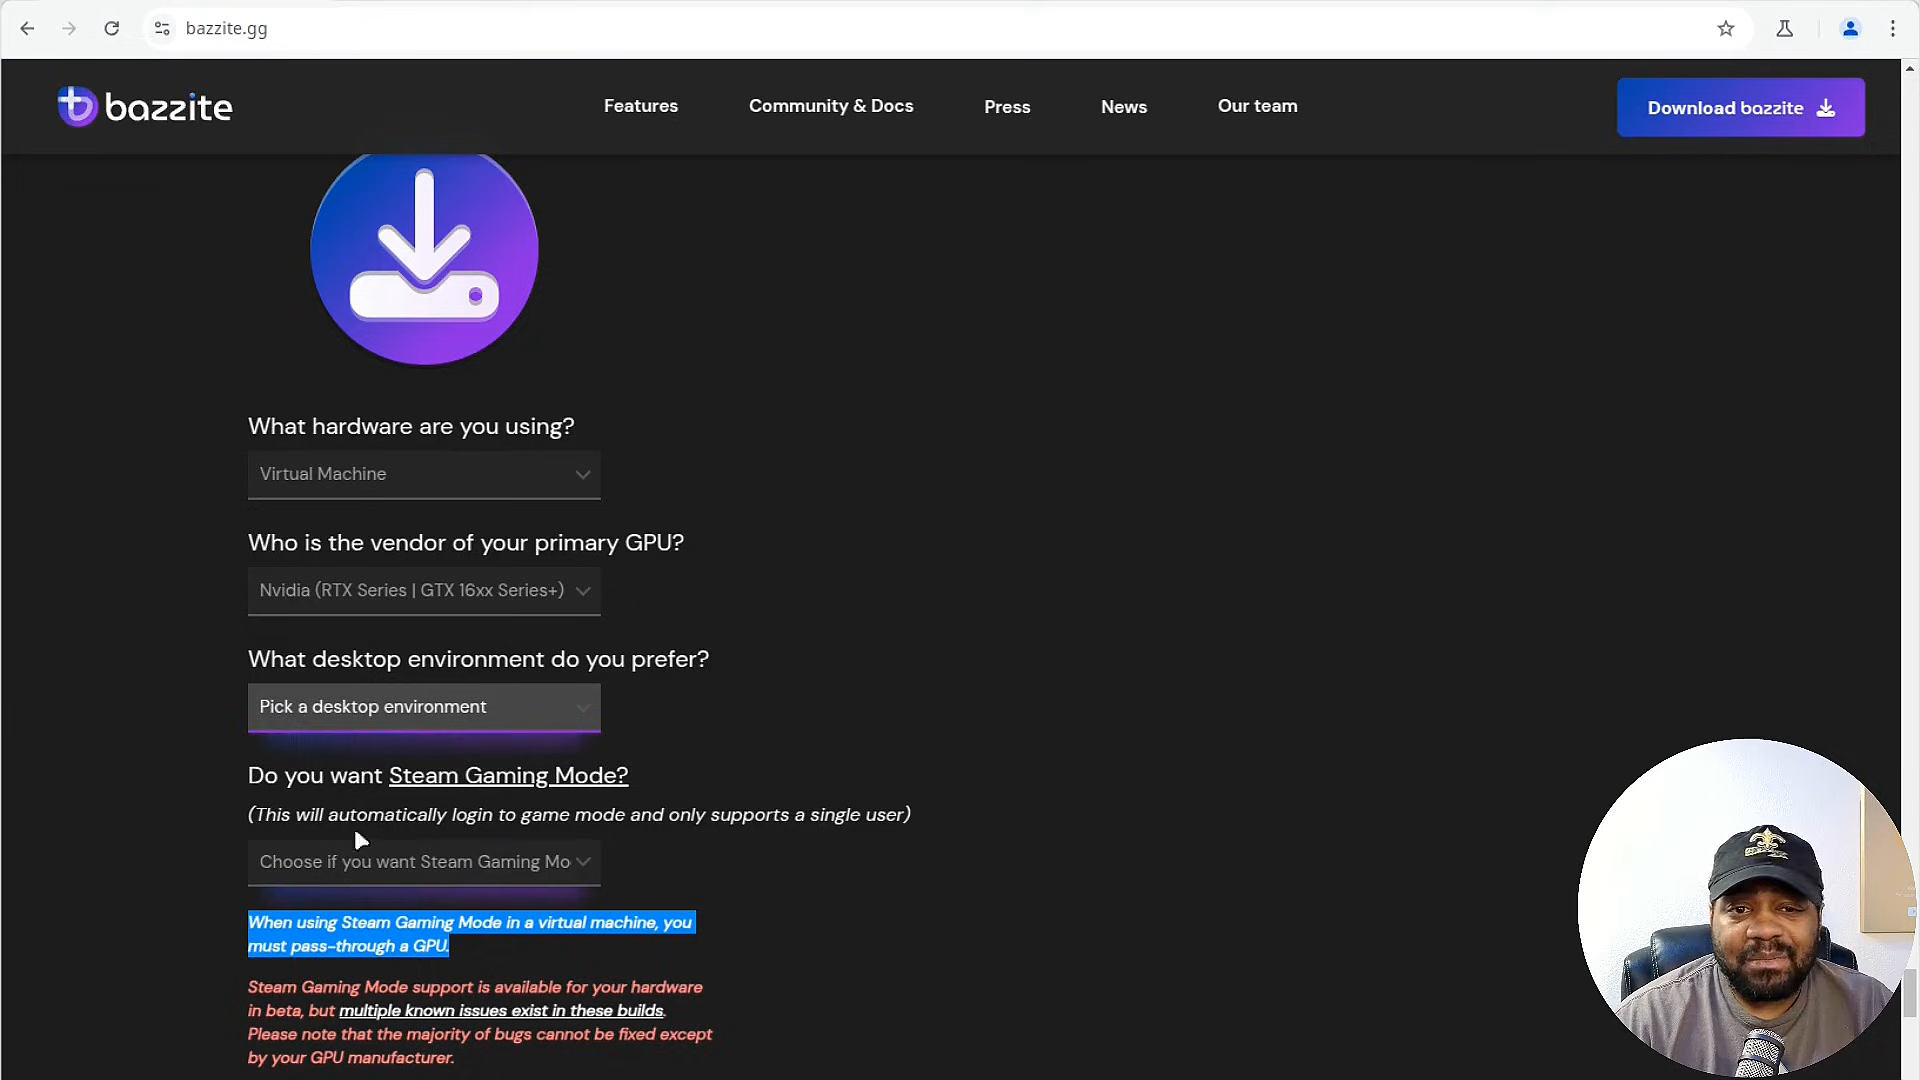 bazzite.gg
bazzite
Features
Community & Docs
Press
News
Our team
Download bazzite
What hardware are you using?
Virtual Machine
Who is the vendor of your primary GPU?
Nvidia (RTX Series | GTX 16xx Series+)
What desktop environment do you prefer?
Pick a desktop environment
Do you want Steam Gaming Mode?
(This will automatically login to game mode and only supports a single user)
Choose if you want Steam Gaming Mo
When using Steam Gaming Mode in a virtual machine, you
must pass-through a GPU.
Steam Gaming Mode support is available for your hardware
in beta, but multiple known issues exist in these builds.
Please note that the majority of bugs cannot be fixed except
by your GPU manufacturer.